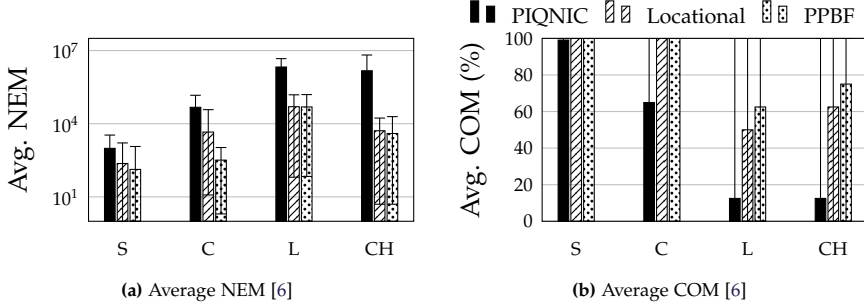 PIQNIC Locational PPBF
Avg. NEM
10^7
10^4
10^1
S C L CH
(a) Average NEM [6]
Avg. COM (%)
100
80
60
40
20
0
S C L CH
(b) Average COM [6]